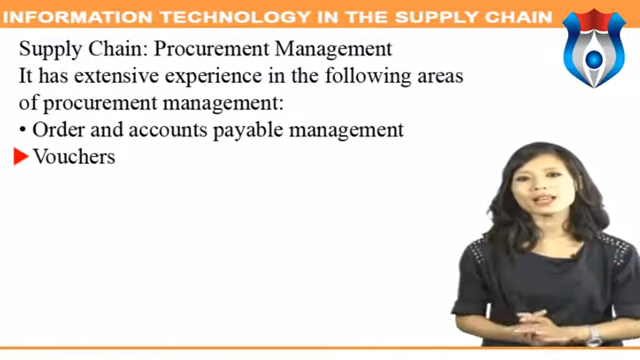 INFORMATION TECHNOLOGY IN THE SUPPLY CHAIN
Supply Chain: Procurement Management
It has extensive experience in the following areas
of procurement management:
• Order and accounts payable management
Vouchers